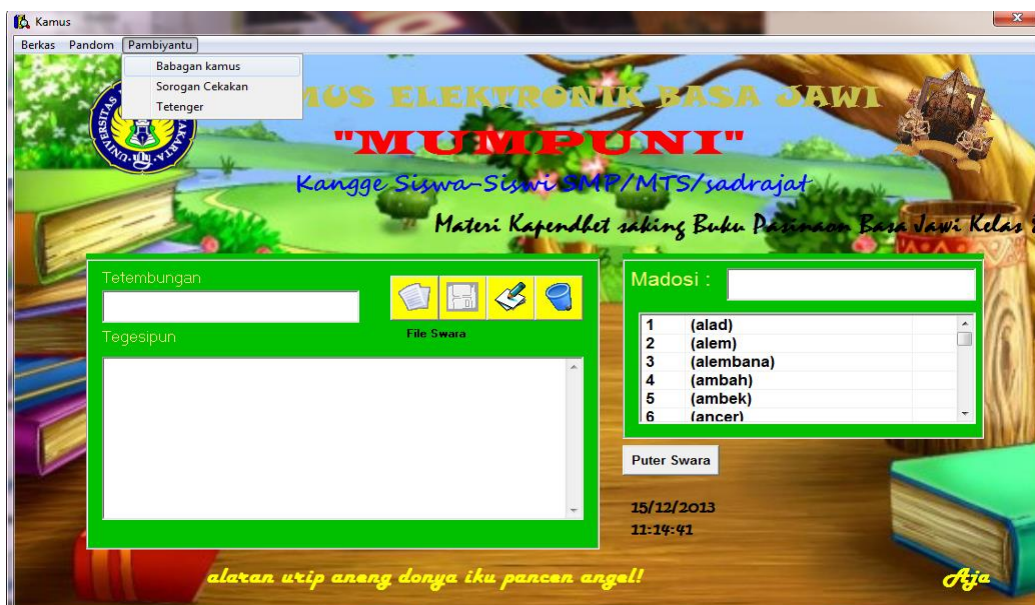 Kamus
Berkas Pandom Pambiyantu
Babagan kamus
Sorogan Cekakan
Tetenger
MUS ELEKTRONIK BASA JAWI
"MUMPUNI"
Kangge Siswa-Siswi SMP/MTS/sadrajat
Materi Kapendhet saking Buku Pasinaon Basa Jawi Kelas
Tetembungan
File Swara
Tegesipun
Madosi :
1 (alad)
2 (alem)
3 (alembana)
4 (ambah)
5 (ambek)
6 (ancer)
Puter Swara
15/12/2013
11:14:41
alaran urip aneng donya iku pancen angel!
Aja